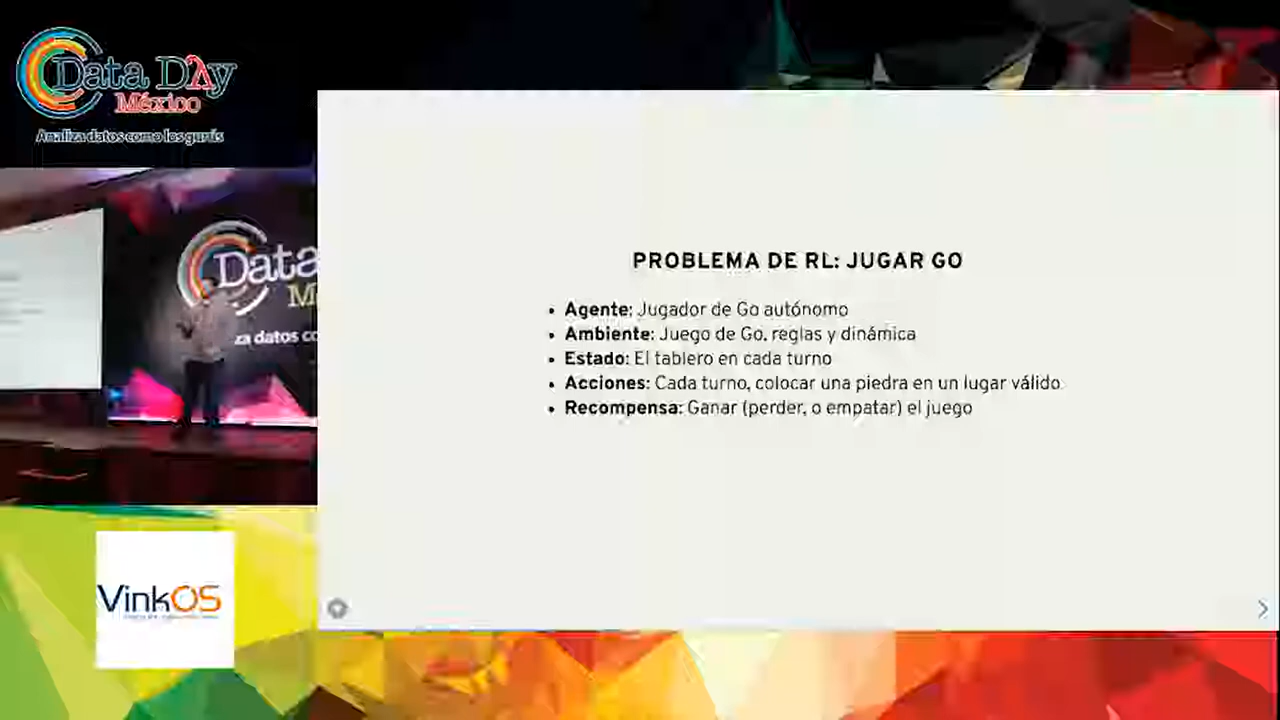 Data DAy
México
Analiza datos como los gurús
Data
M
za datos co
VinkOS
PROBLEMA DE RL: JUGAR GO
• Agente: Jugador de Go autónomo
• Ambiente: Juego de Go, reglas y dinámica
• Estado: El tablero en cada turno
• Acciones: Cada turno, colocar una piedra en un lugar válido
• Recompensa: Ganar (perder, o empatar) el juego